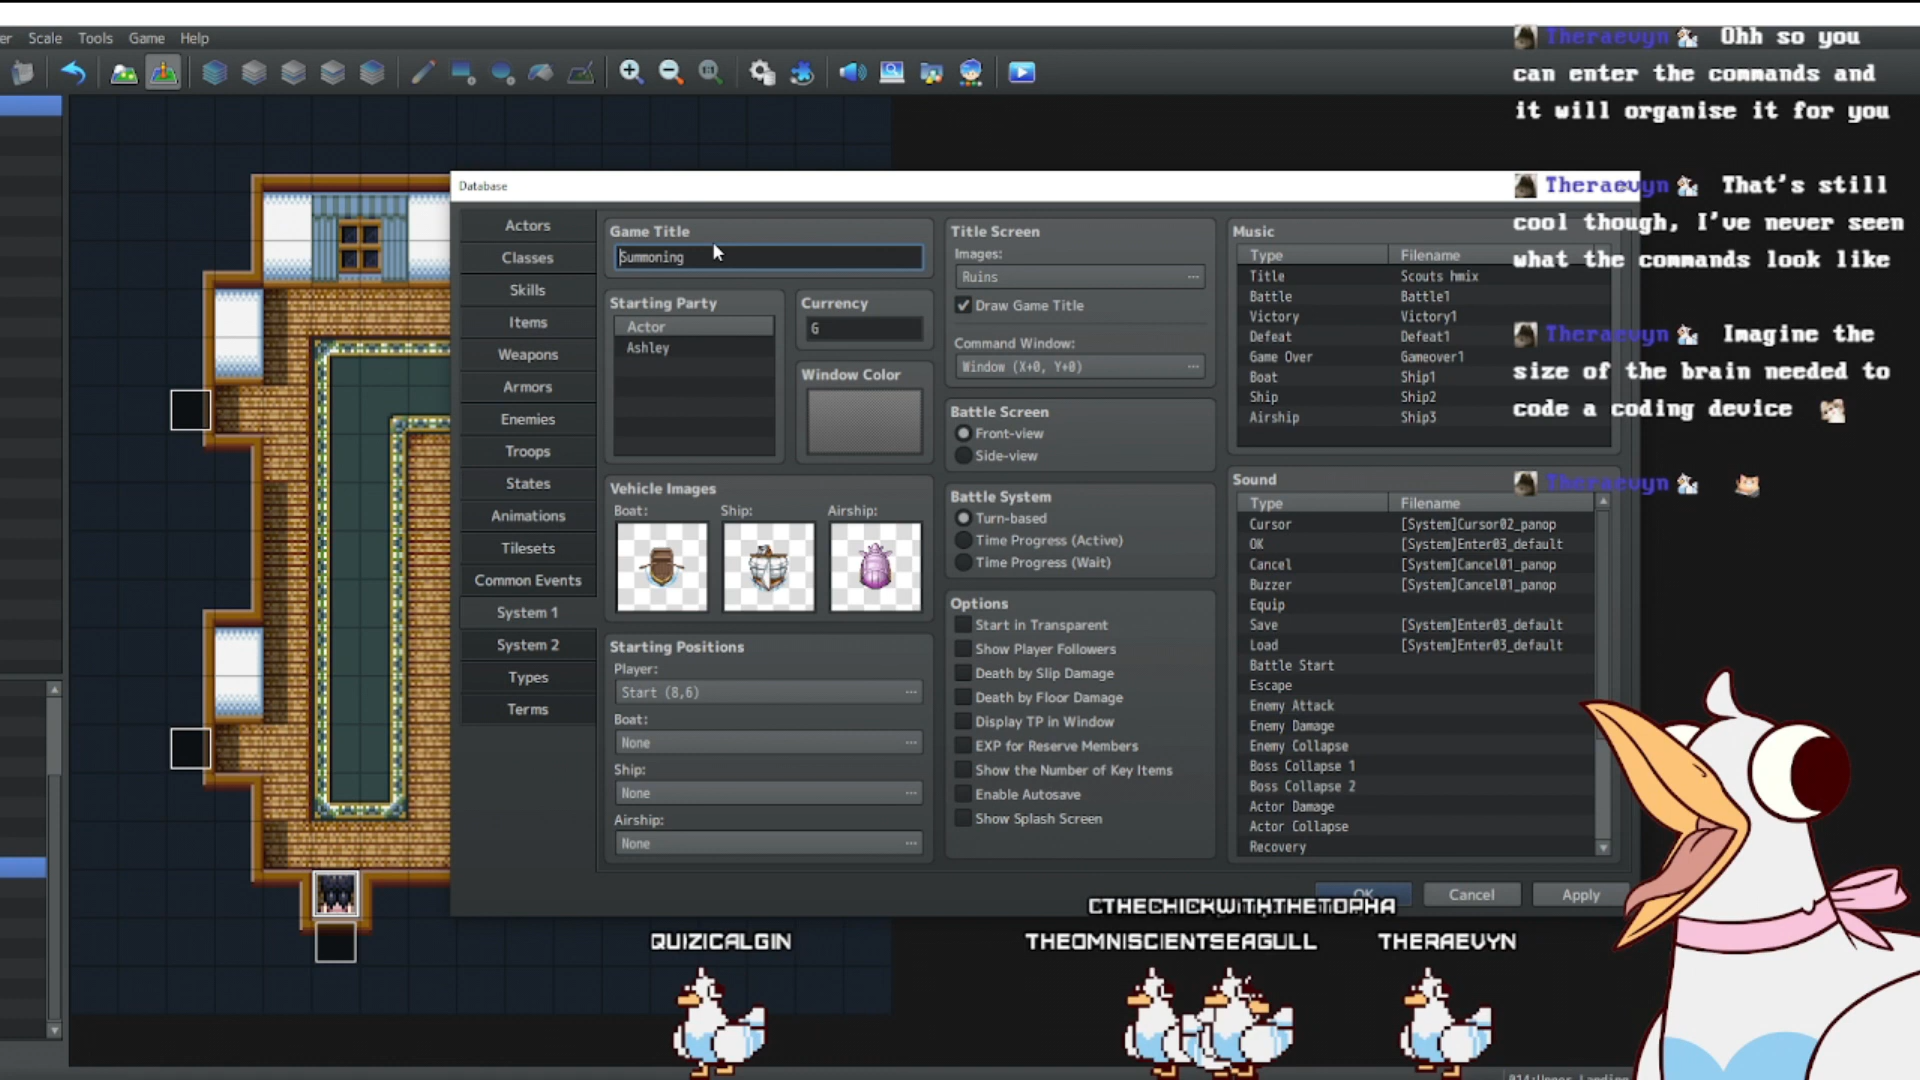 Scale Tools Game Help
Theraevyn Ohh so you
can enter the commands and
it will organise it for you
Theraevyn That's still
cool though, I've never seen
what the commands look like
Theraevyn Imagine the
size of the brain needed to
code a coding device
Theraevyn
Database
Actors
Classes
Skills
Items
Weapons
Armors
Enemies
Troops
States
Animations
Tilesets
Common Events
System 1
System 2
Types
Terms
Game Title
Summoning
Starting Party
Actor
Ashley
Currency
G
Window Color
Vehicle Images
Boat: Ship: Airship:
Starting Positions
Player:
Start (8,6)
Boat:
None
Ship:
None
Airship:
None
Title Screen
Images:
Ruins
Draw Game Title
Command Window:
Window (X+0, Y+0)
Battle Screen
Front-view
Side-view
Battle System
Turn-based
Time Progress (Active)
Time Progress (Wait)
Options
Start in Transparent
Show Player Followers
Death by Slip Damage
Death by Floor Damage
Display TP in Window
EXP for Reserve Members
Show the Number of Key Items
Enable Autosave
Show Splash Screen
Music
Type Filename
Title Scouts hmix
Battle Battle1
Victory Victory1
Defeat Defeat1
Game Over Gameover1
Boat Ship1
Ship Ship2
Airship Ship3
Sound
Type Filename
Cursor [System]Cursor02_panop
OK [System]Enter03_default
Cancel [System]Cancel01_panop
Buzzer [System]Cancel01_panop
Equip
Save [System]Enter03_default
Load [System]Enter03_default
Battle Start
Escape
Enemy Attack
Enemy Damage
Enemy Collapse
Boss Collapse 1
Boss Collapse 2
Actor Damage
Actor Collapse
Recovery
OK Cancel Apply
CTHECHICKWITHTHETOPHA
QUIZICALGIN THEOMNISCIENTSEAGULL THERAEVYN